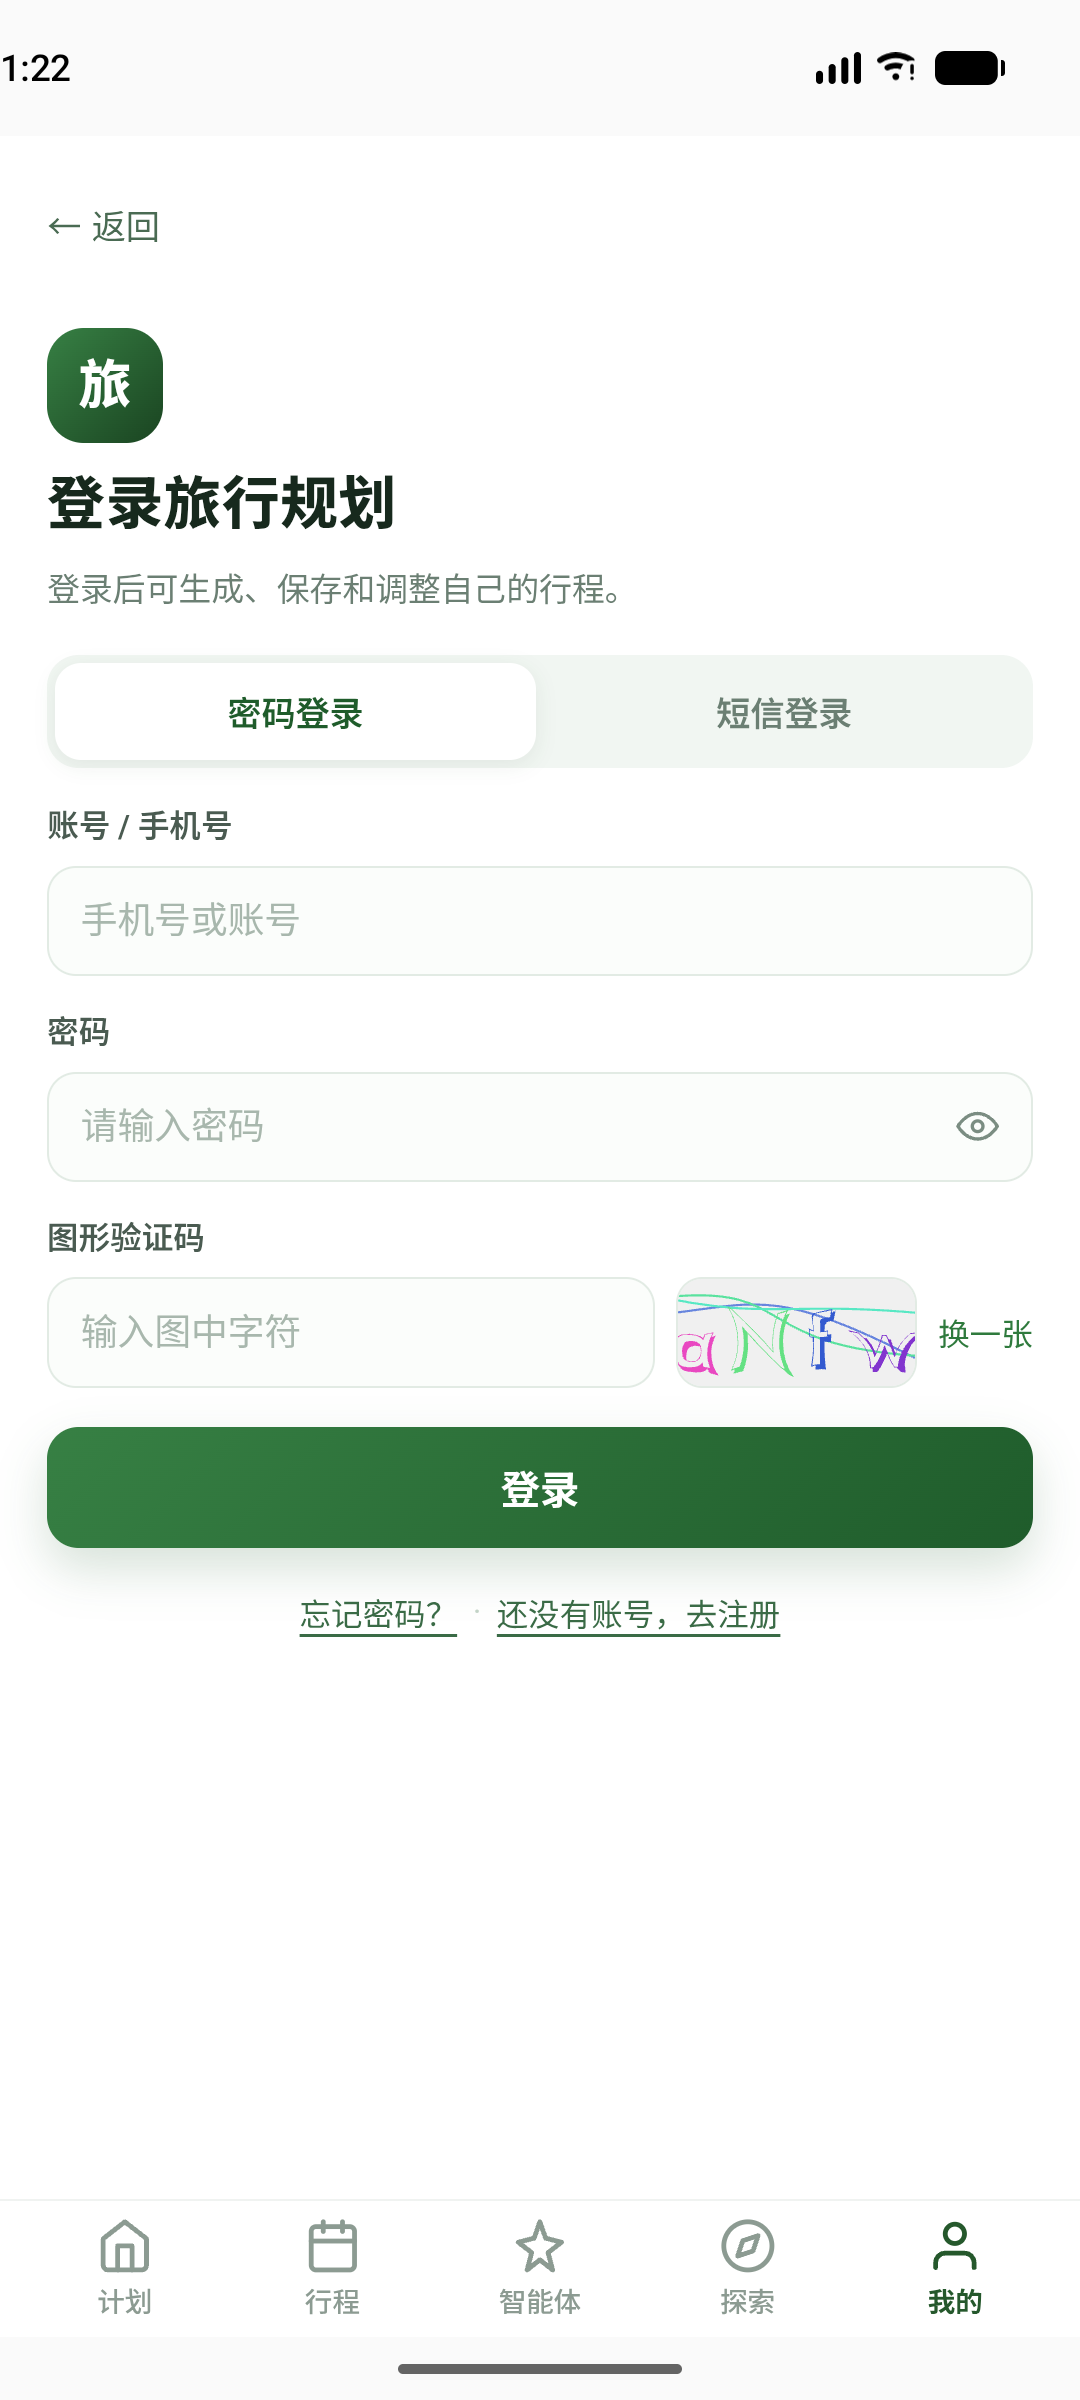 1:22
← 返回
旅
登录旅行规划
登录后可生成、保存和调整自己的行程。
密码登录
短信登录
账号 / 手机号
手机号或账号
密码
请输入密码
图形验证码
输入图中字符
aNfw
换一张
登录
忘记密码？ · 还没有账号，去注册
计划
行程
智能体
探索
我的